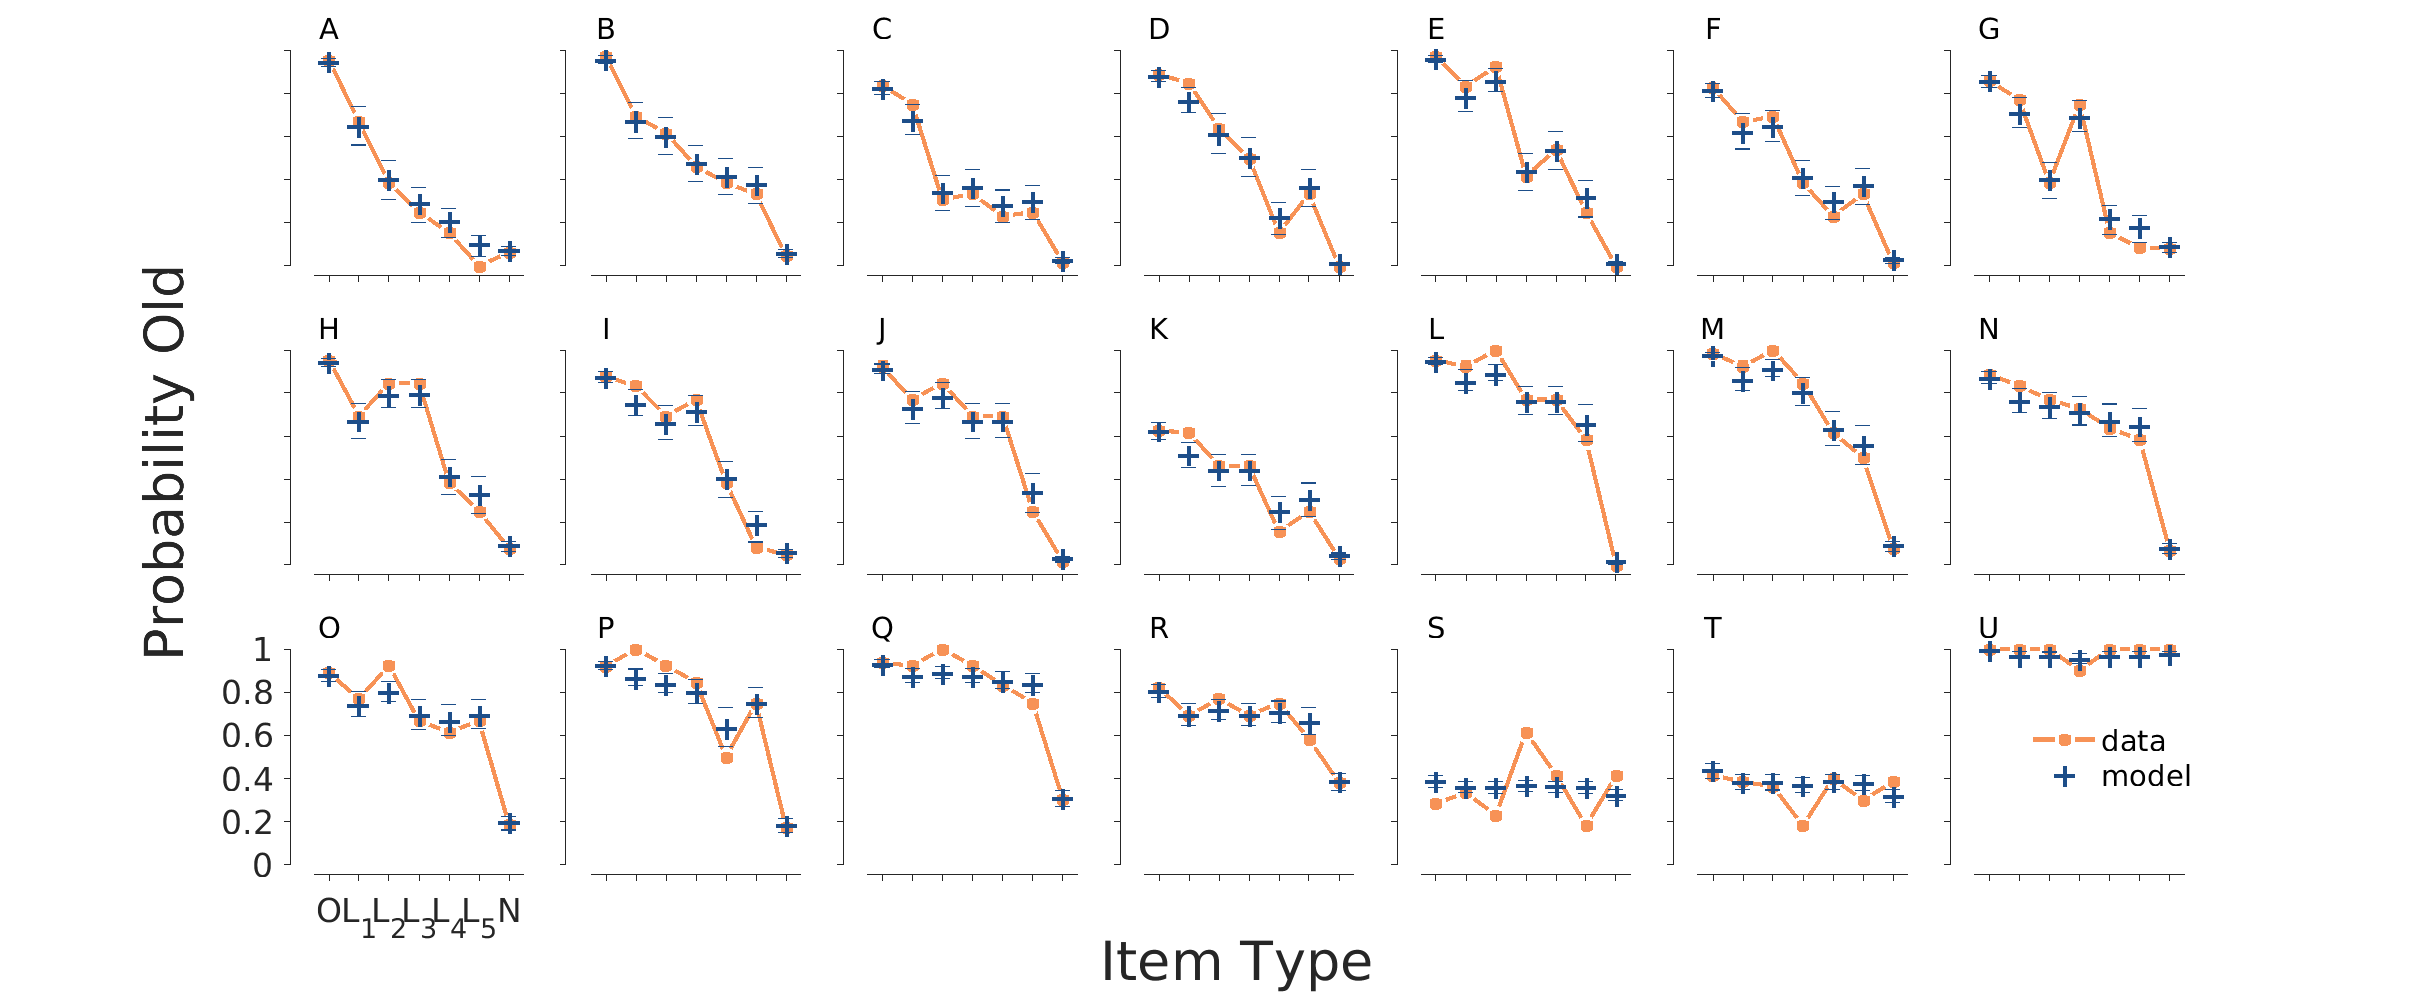 A B C D E F G
H I J K L M N
O P Q R S T U
Probability Old
1
0.8
0.6
0.4
0.2
0
data
model
O L1 L2 L3 L4 L5 N
Item Type